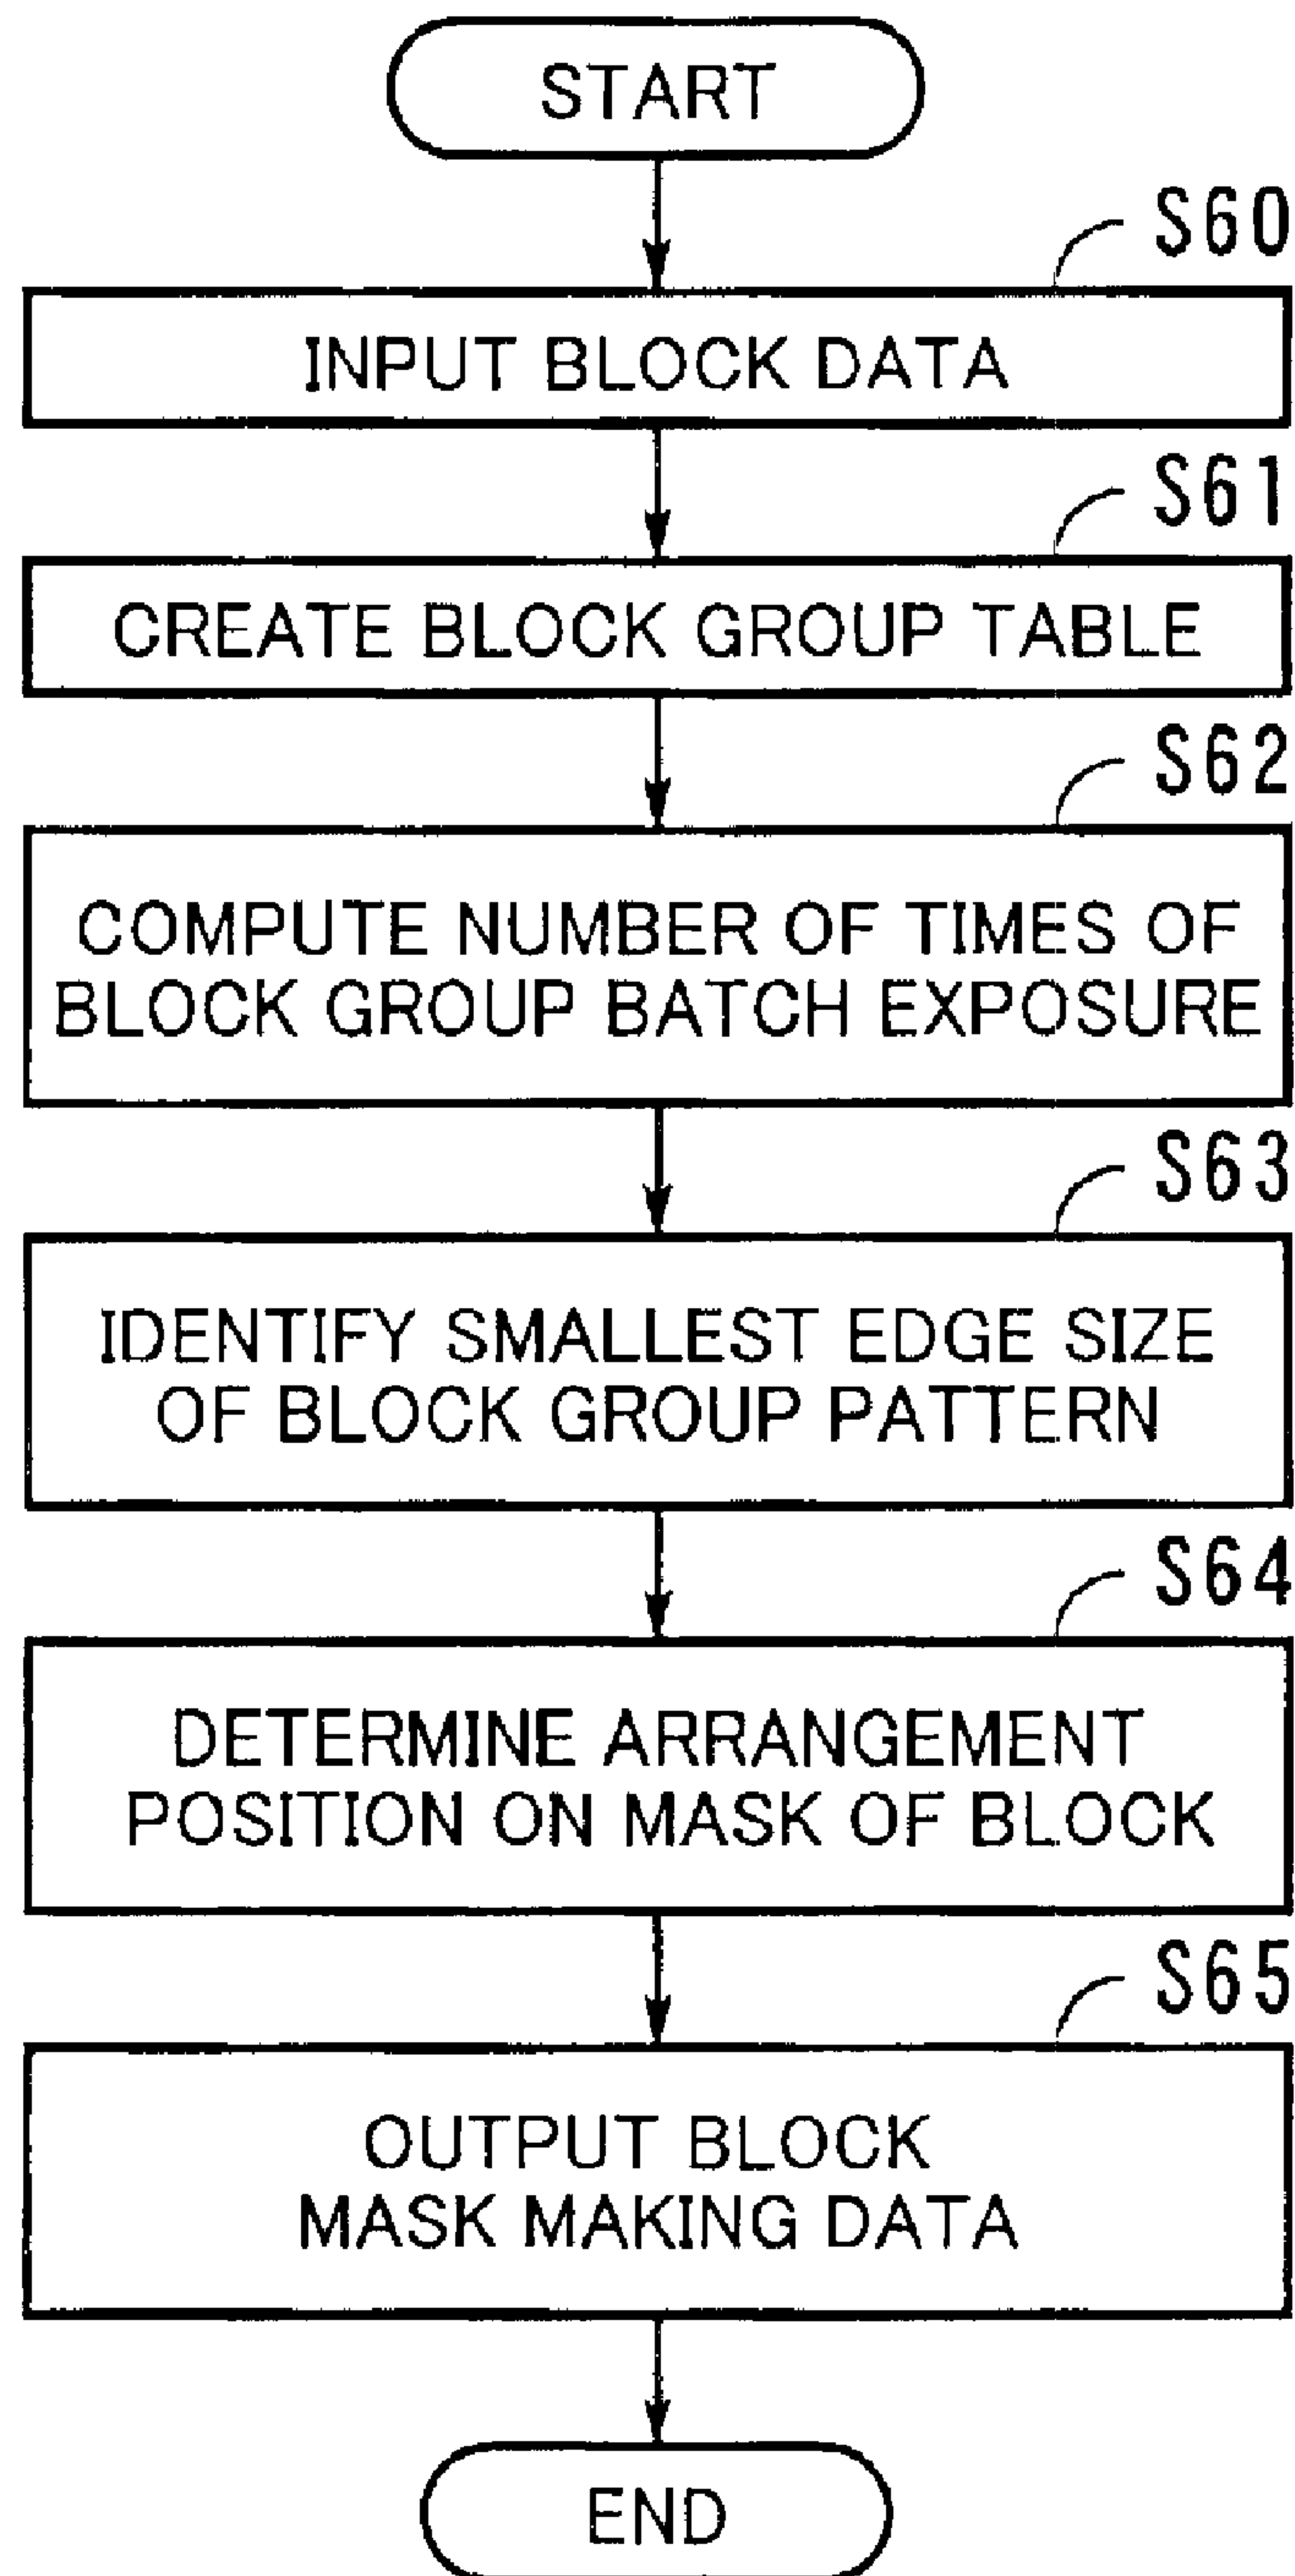 START
S60
INPUT BLOCK DATA
S61
CREATE BLOCK GROUP TABLE
S62
COMPUTE NUMBER OF TIMES OF
BLOCK GROUP BATCH EXPOSURE
S63
IDENTIFY SMALLEST EDGE SIZE
OF BLOCK GROUP PATTERN
S64
DETERMINE ARRANGEMENT
POSITION ON MASK OF BLOCK
S65
OUTPUT BLOCK
MASK MAKING DATA
END